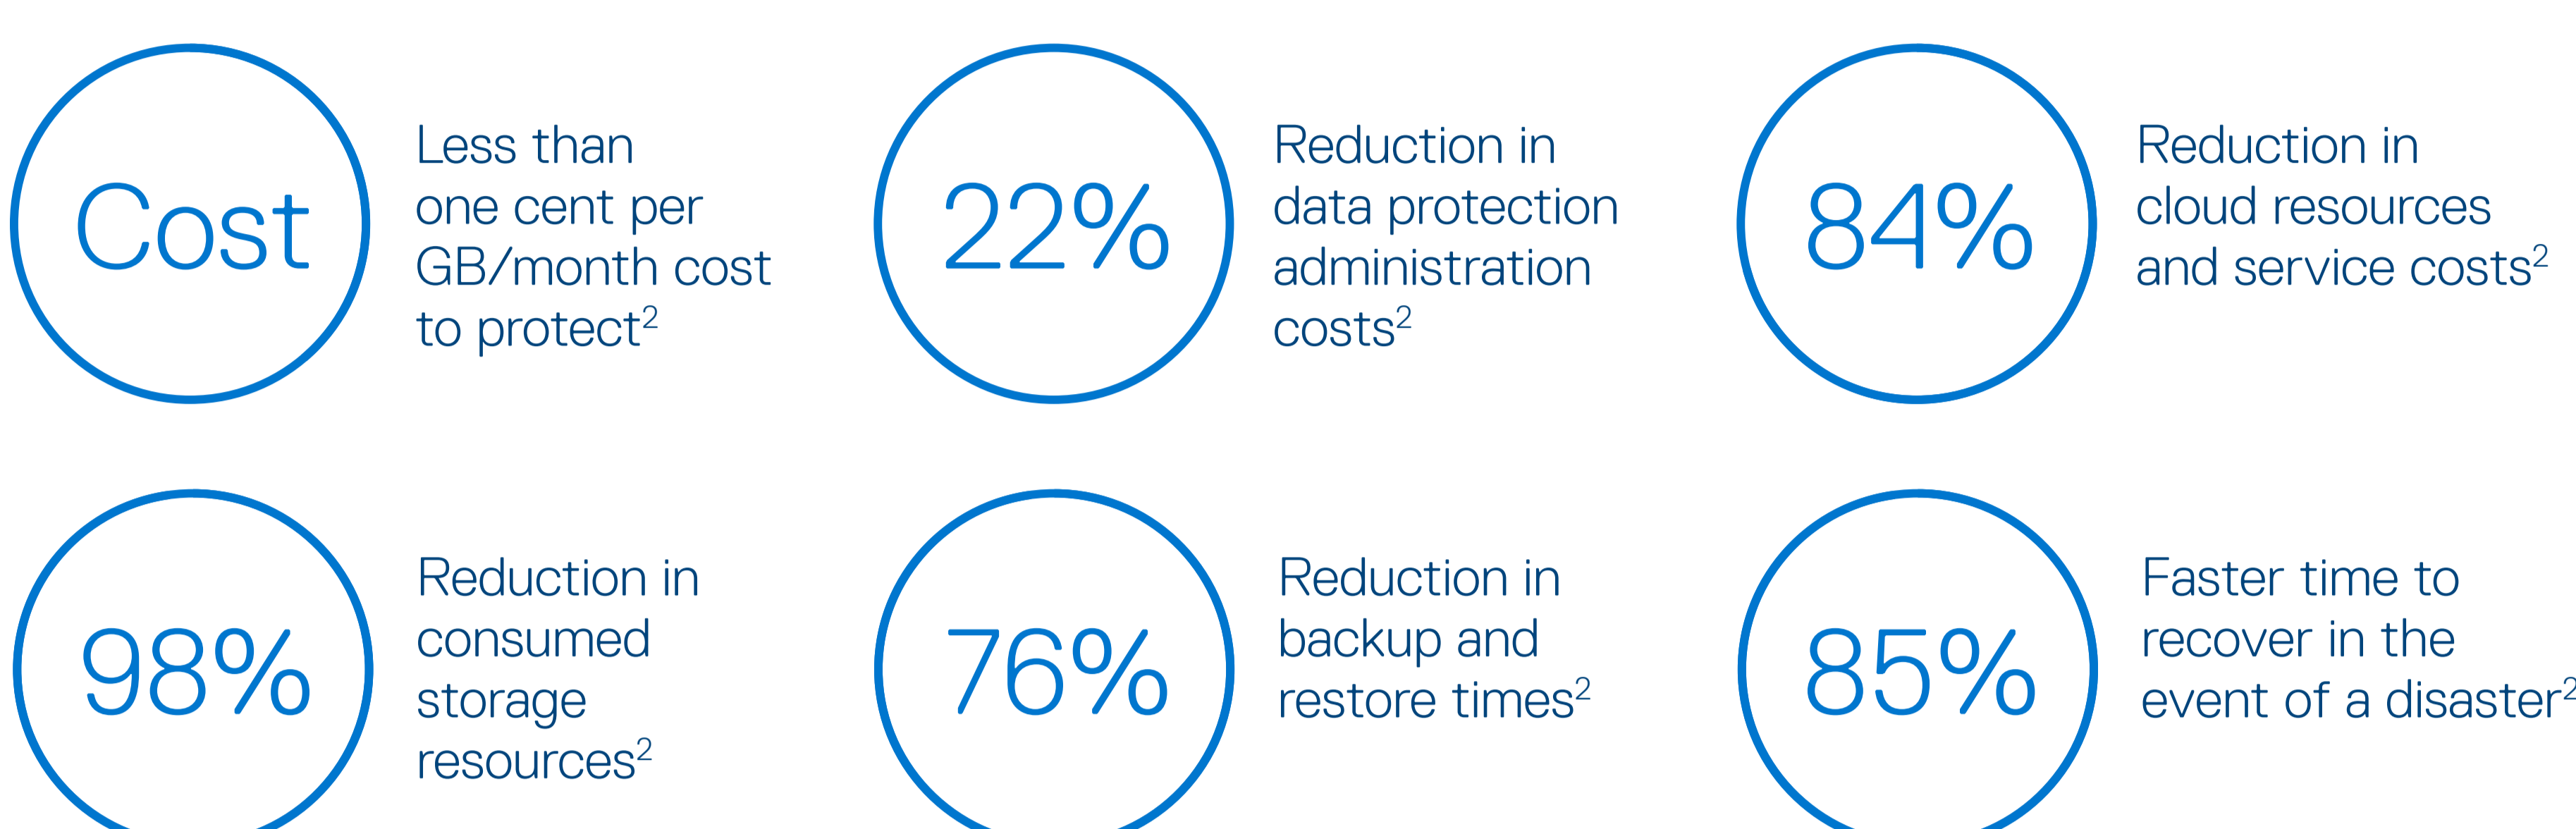 Cost
Less than
one cent per
GB/month cost
to protect²
22%
Reduction in
data protection
administration
costs²
84%
Reduction in
cloud resources
and service costs²
98%
Reduction in
consumed
storage
resources²
76%
Reduction in
backup and
restore times²
85%
Faster time to
recover in the
event of a disaster²